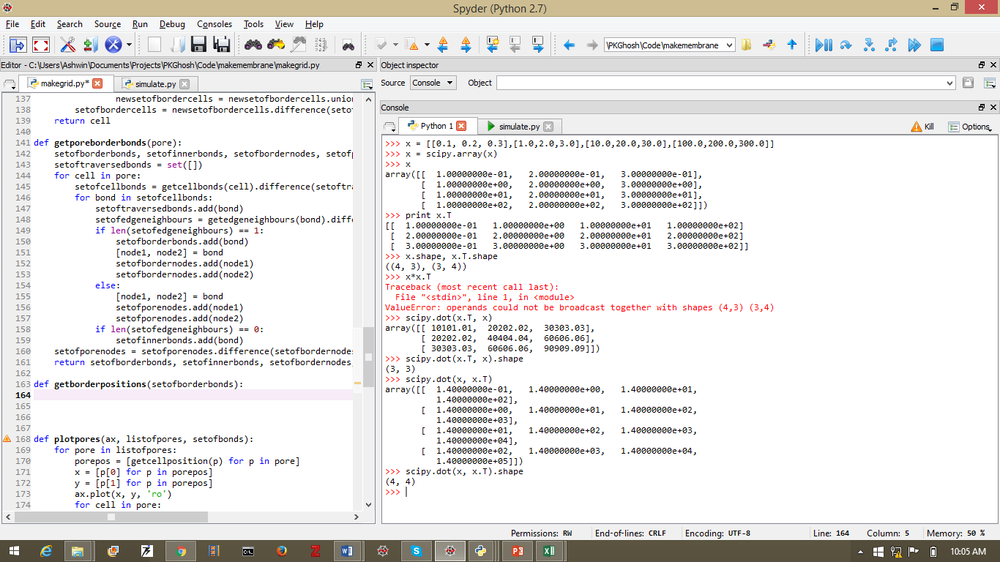 Spyder (Python 2.7)
File Edit Search Source Run Debug Consoles Tools View Help
\PKGhosh\Code\makemembrane
Editor - C:\Users\Ashwin\Documents\Projects\PKGhosh\Code\makemembrane\makegrid.py
makegrid.py* simulate.py
137                 newsetofbordercells = newsetofbordercells.union
138         setofbordercells = newsetofbordercells.difference(seto
139     return cell
140
141 def getporeborderbonds(pore):
142     setofborderbonds, setofinnerbonds, setofbordernodes, setofp
143     setoftraversedbonds = set([])
144     for cell in pore:
145         setofcellbonds = getcellbonds(cell).difference(setoftra
146         for bond in setofcellbonds:
147             setoftraversedbonds.add(bond)
148             setofedgeneighbours = getedgeneighbours(bond).diffe
149             if len(setofedgeneighbours) == 1:
150                 setofborderbonds.add(bond)
151                 [node1, node2] = bond
152                 setofbordernodes.add(node1)
153                 setofbordernodes.add(node2)
154             else:
155                 [node1, node2] = bond
156                 setofporenodes.add(node1)
157                 setofporenodes.add(node2)
158             if len(setofedgeneighbours) == 0:
159                 setofinnerbonds.add(bond)
160     setofporenodes = setofporenodes.difference(setofbordernodes
161     return setofborderbonds, setofinnerbonds, setofbordernodes,
162
163 def getborderpositions(setofborderbonds):
164
165
166
167
168 def plotpores(ax, listofpores, setofbonds):
169     for pore in listofpores:
170         porepos = [getcellposition(p) for p in pore]
171         x = [p[0] for p in porepos]
172         y = [p[1] for p in porepos]
173         ax.plot(x, y, 'ro')
174         for cell in pore:
Object inspector
Source Console Object
Console
Python 1 simulate.py Kill Options
>>> x = [[0.1, 0.2, 0.3],[1.0,2.0,3.0],[10.0,20.0,30.0],[100.0,200.0,300.0]]
>>> x = scipy.array(x)
>>> x
array([[  1.00000000e-01,   2.00000000e-01,   3.00000000e-01],
       [  1.00000000e+00,   2.00000000e+00,   3.00000000e+00],
       [  1.00000000e+01,   2.00000000e+01,   3.00000000e+01],
       [  1.00000000e+02,   2.00000000e+02,   3.00000000e+02]])
>>> print x.T
[[  1.00000000e-01   1.00000000e+00   1.00000000e+01   1.00000000e+02]
 [  2.00000000e-01   2.00000000e+00   2.00000000e+01   2.00000000e+02]
 [  3.00000000e-01   3.00000000e+00   3.00000000e+01   3.00000000e+02]]
>>> x.shape, x.T.shape
((4, 3), (3, 4))
>>> x*x.T
Traceback (most recent call last):
  File "<stdin>", line 1, in <module>
ValueError: operands could not be broadcast together with shapes (4,3) (3,4)
>>> scipy.dot(x.T, x)
array([[ 10101.01,  20202.02,  30303.03],
       [ 20202.02,  40404.04,  60606.06],
       [ 30303.03,  60606.06,  90909.09]])
>>> scipy.dot(x.T, x).shape
(3, 3)
>>> scipy.dot(x, x.T)
array([[  1.40000000e-01,   1.40000000e+00,   1.40000000e+01,
          1.40000000e+02],
       [  1.40000000e+00,   1.40000000e+01,   1.40000000e+02,
          1.40000000e+03],
       [  1.40000000e+01,   1.40000000e+02,   1.40000000e+03,
          1.40000000e+04],
       [  1.40000000e+02,   1.40000000e+03,   1.40000000e+04,
          1.40000000e+05]])
>>> scipy.dot(x, x.T).shape
(4, 4)
>>>
Permissions: RW End-of-lines: CRLF Encoding: UTF-8 Line: 164 Column: 5 Memory: 50 %
10:05 AM